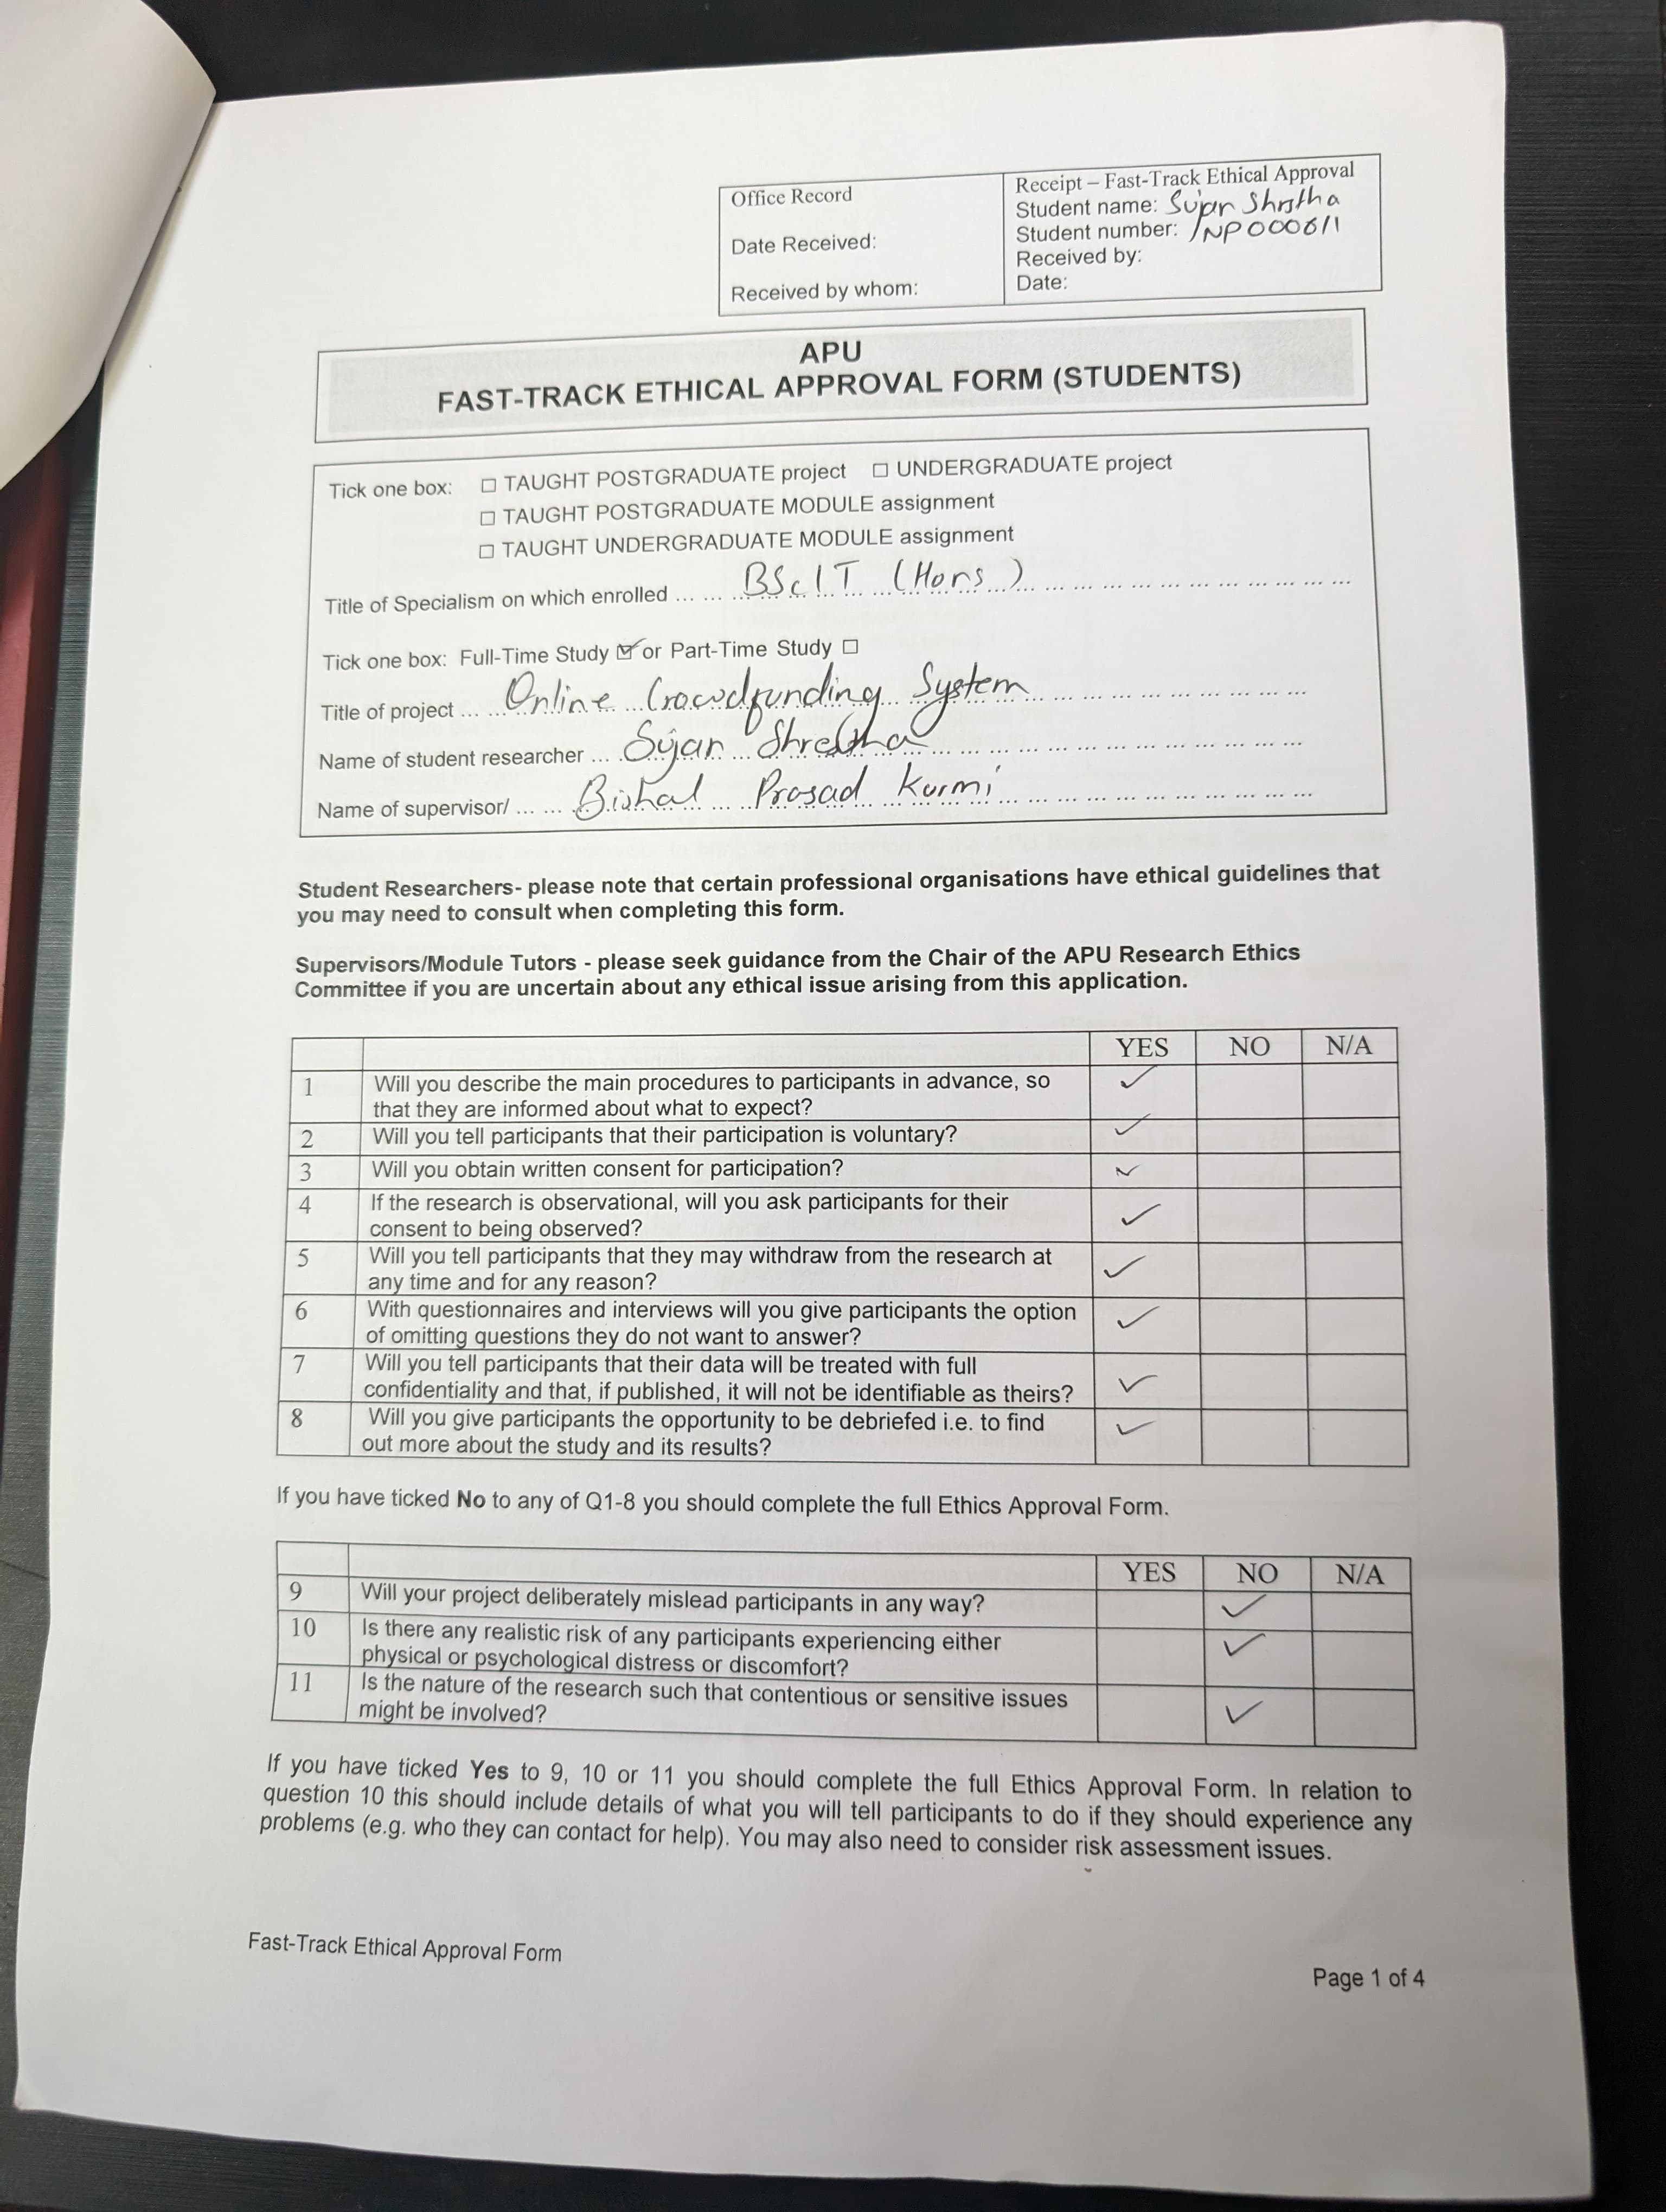 Office Record
Date Received:
Received by whom:
Receipt – Fast-Track Ethical Approval
Student name: Sujan Shrstha
Student number: NP000611
Received by:
Date:
APU
FAST-TRACK ETHICAL APPROVAL FORM (STUDENTS)
Tick one box: ☐ TAUGHT POSTGRADUATE project ☐ UNDERGRADUATE project
☐ TAUGHT POSTGRADUATE MODULE assignment
☐ TAUGHT UNDERGRADUATE MODULE assignment
Title of Specialism on which enrolled ... BScIT (Hons)
Tick one box: Full-Time Study ☑ or Part-Time Study ☐
Title of project ... Online Crowdfunding System
Name of student researcher ... Sujan Shrestha
Name of supervisor/ ... Bishal Prasad Kurmi
Student Researchers- please note that certain professional organisations have ethical guidelines that
you may need to consult when completing this form.
Supervisors/Module Tutors - please seek guidance from the Chair of the APU Research Ethics
Committee if you are uncertain about any ethical issue arising from this application.
YES NO N/A
1 Will you describe the main procedures to participants in advance, so ✓
that they are informed about what to expect?
2 Will you tell participants that their participation is voluntary? ✓
3 Will you obtain written consent for participation? ✓
4 If the research is observational, will you ask participants for their ✓
consent to being observed?
5 Will you tell participants that they may withdraw from the research at ✓
any time and for any reason?
6 With questionnaires and interviews will you give participants the option ✓
of omitting questions they do not want to answer?
7 Will you tell participants that their data will be treated with full ✓
confidentiality and that, if published, it will not be identifiable as theirs?
8 Will you give participants the opportunity to be debriefed i.e. to find ✓
out more about the study and its results?
If you have ticked No to any of Q1-8 you should complete the full Ethics Approval Form.
YES NO N/A
9 Will your project deliberately mislead participants in any way? ✓
10 Is there any realistic risk of any participants experiencing either ✓
physical or psychological distress or discomfort?
11 Is the nature of the research such that contentious or sensitive issues ✓
might be involved?
If you have ticked Yes to 9, 10 or 11 you should complete the full Ethics Approval Form. In relation to
question 10 this should include details of what you will tell participants to do if they should experience any
problems (e.g. who they can contact for help). You may also need to consider risk assessment issues.
Fast-Track Ethical Approval Form
Page 1 of 4